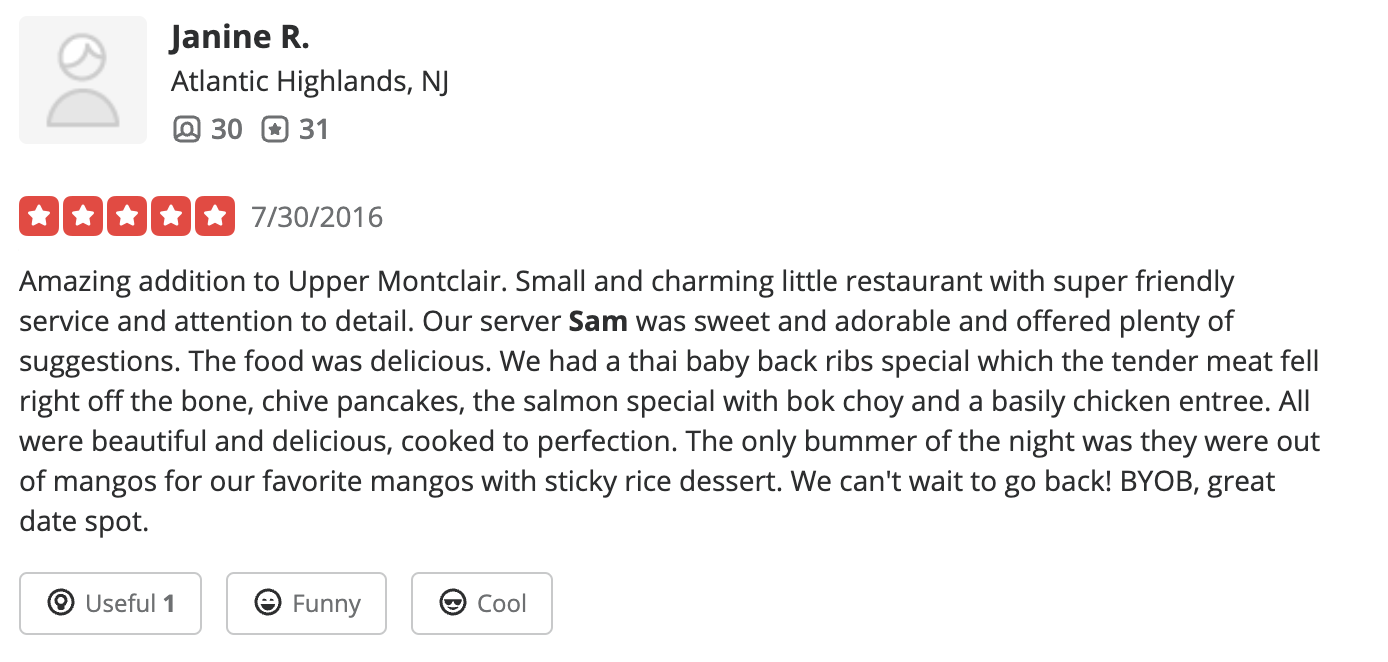 Janine R.
Atlantic Highlands, NJ
30 31
7/30/2016
Amazing addition to Upper Montclair. Small and charming little restaurant with super friendly
service and attention to detail. Our server Sam was sweet and adorable and offered plenty of
suggestions. The food was delicious. We had a thai baby back ribs special which the tender meat fell
right off the bone, chive pancakes, the salmon special with bok choy and a basily chicken entree. All
were beautiful and delicious, cooked to perfection. The only bummer of the night was they were out
of mangos for our favorite mangos with sticky rice dessert. We can't wait to go back! BYOB, great
date spot.
Useful 1 Funny Cool